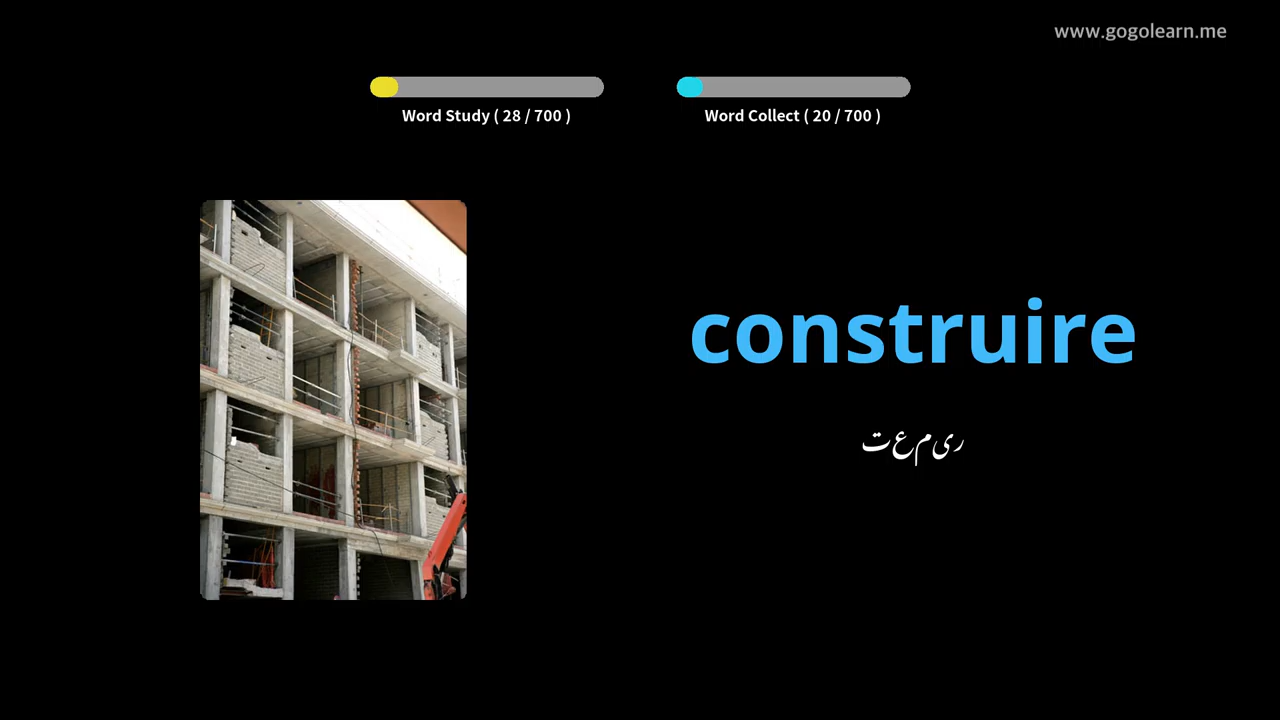 www.gogolearn.me
Word Study ( 28 / 700 )
Word Collect ( 20 / 700 )
construire
تعمیر